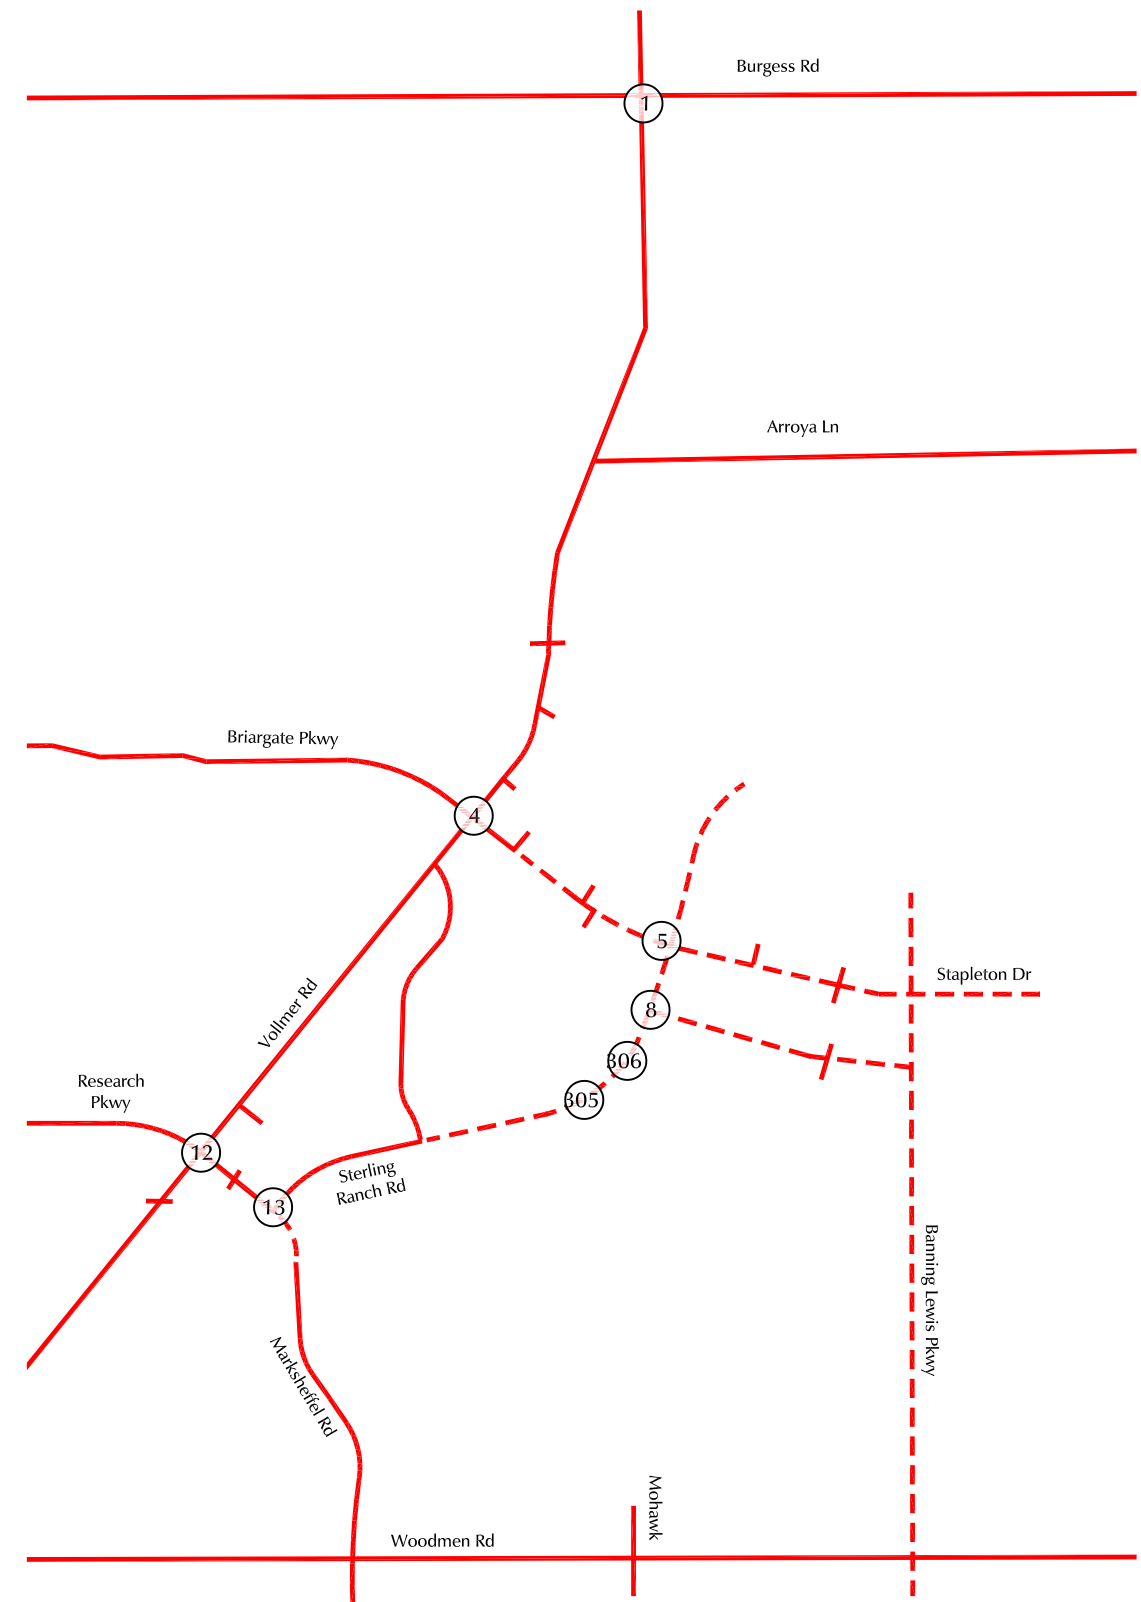 Burgess Rd
1
Arroya Ln
Briargate Pkwy
4
5
Stapleton Dr
Vollmer Rd
8
306
Research
Pkwy
305
12
Sterling
Ranch Rd
13
Banning Lewis Pkwy
Marksheffel Rd
Mohawk
Woodmen Rd